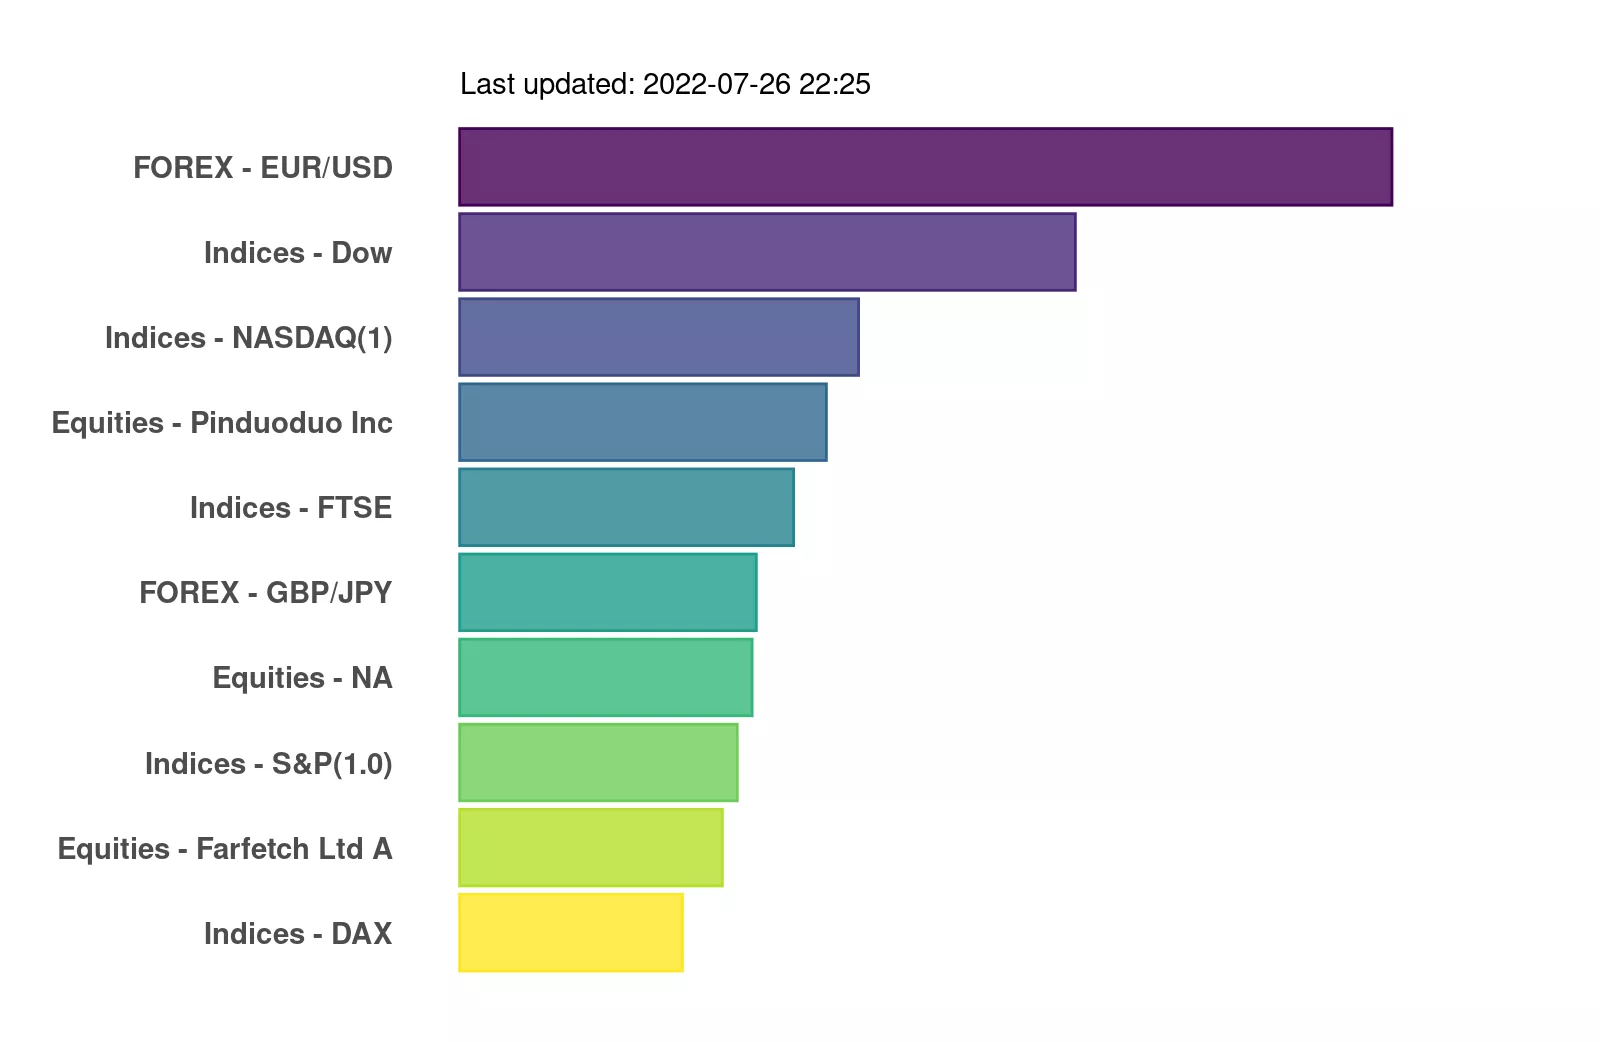 Last updated: 2022-07-26 22:25
FOREX - EUR/USD
Indices - Dow
Indices - NASDAQ(1)
Equities - Pinduoduo Inc
Indices - FTSE
FOREX - GBP/JPY
Equities - NA
Indices - S&P(1.0)
Equities - Farfetch Ltd A
Indices - DAX